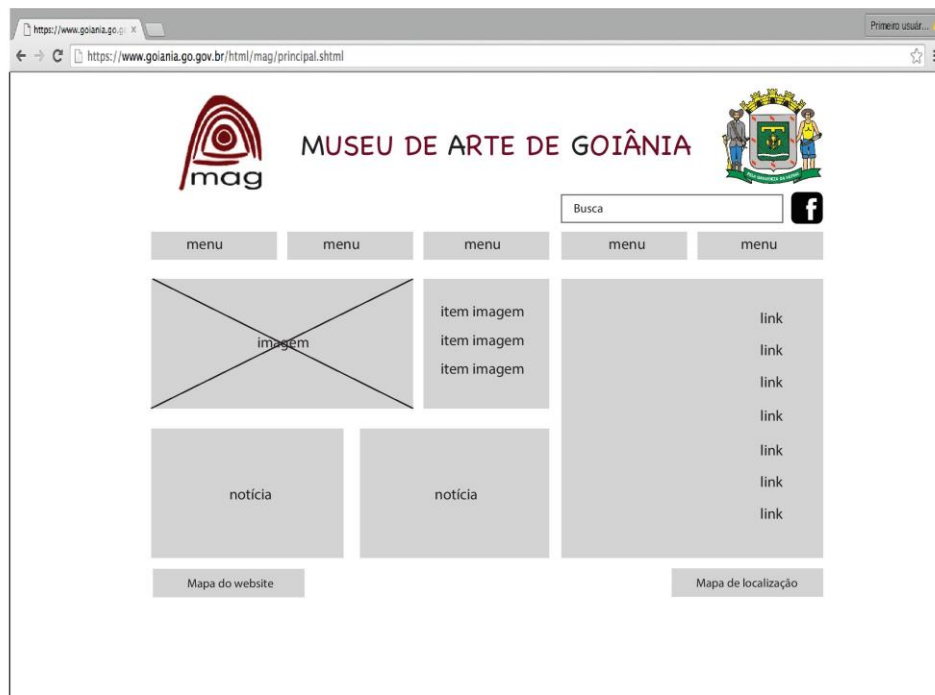 https://www.goiania.go.g
Primeiro usuár...
https://www.goiania.go.gov.br/html/mag/principal.shtml
mag
MUSEU DE ARTE DE GOIÂNIA
Busca
f
menu
menu
menu
menu
menu
imagem
item imagem
item imagem
item imagem
link
link
link
link
link
link
link
notícia
notícia
Mapa do website
Mapa de localização